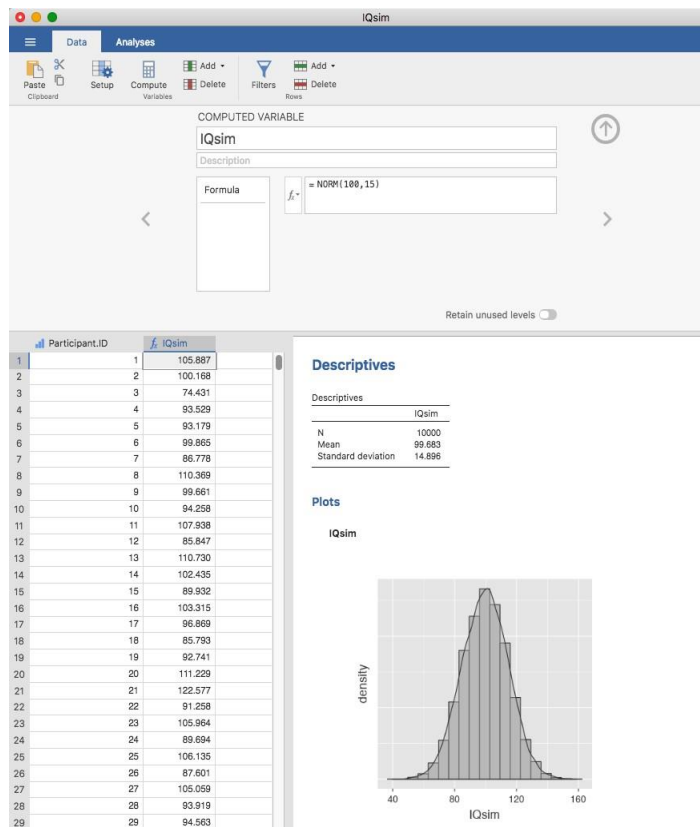 IQsim
Data Analyses
Paste
Clipboard
Setup
Compute
Add
Delete
Variables
Filters
Add
Delete
Rows
COMPUTED VARIABLE
IQsim
Description
Formula
fx
= NORM(100,15)
Retain unused levels
Participant.ID fx IQsim
1 1 105.887
2 2 100.168
3 3 74.431
4 4 93.529
5 5 93.179
6 6 99.865
7 7 86.778
8 8 110.369
9 9 99.661
10 10 94.258
11 11 107.938
12 12 85.847
13 13 110.730
14 14 102.435
15 15 89.932
16 16 103.315
17 17 96.869
18 18 85.793
19 19 92.741
20 20 111.229
21 21 122.577
22 22 91.258
23 23 105.964
24 24 89.694
25 25 106.135
26 26 87.601
27 27 105.059
28 28 93.919
29 29 94.563
Descriptives
Descriptives
IQsim
N 10000
Mean 99.683
Standard deviation 14.896
Plots
IQsim
density
40 80 120 160
IQsim